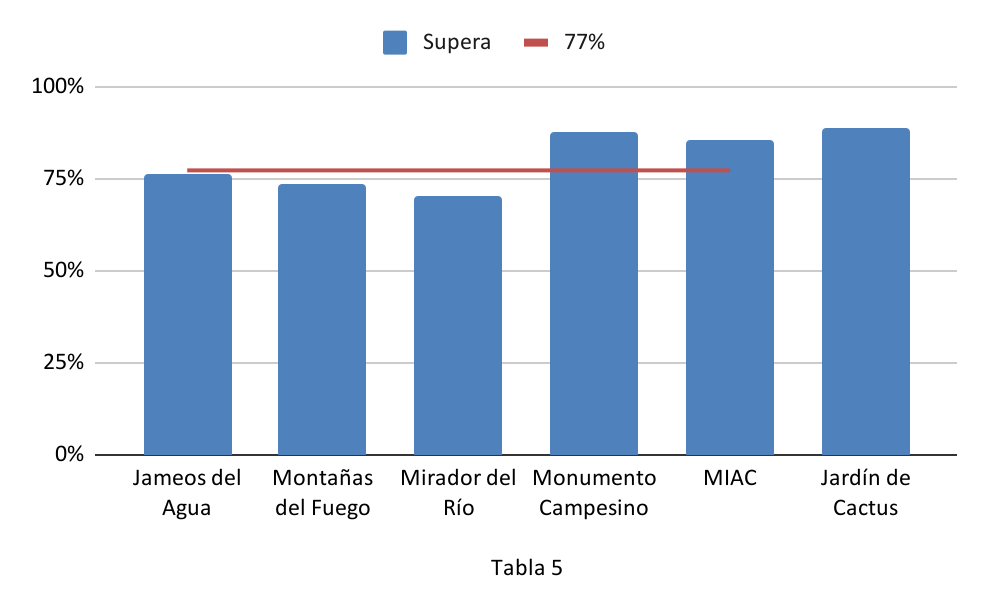 Supera 77%
100%
75%
50%
25%
0%
Jameos del Agua
Montañas del Fuego
Mirador del Río
Monumento Campesino
MIAC
Jardín de Cactus
Tabla 5